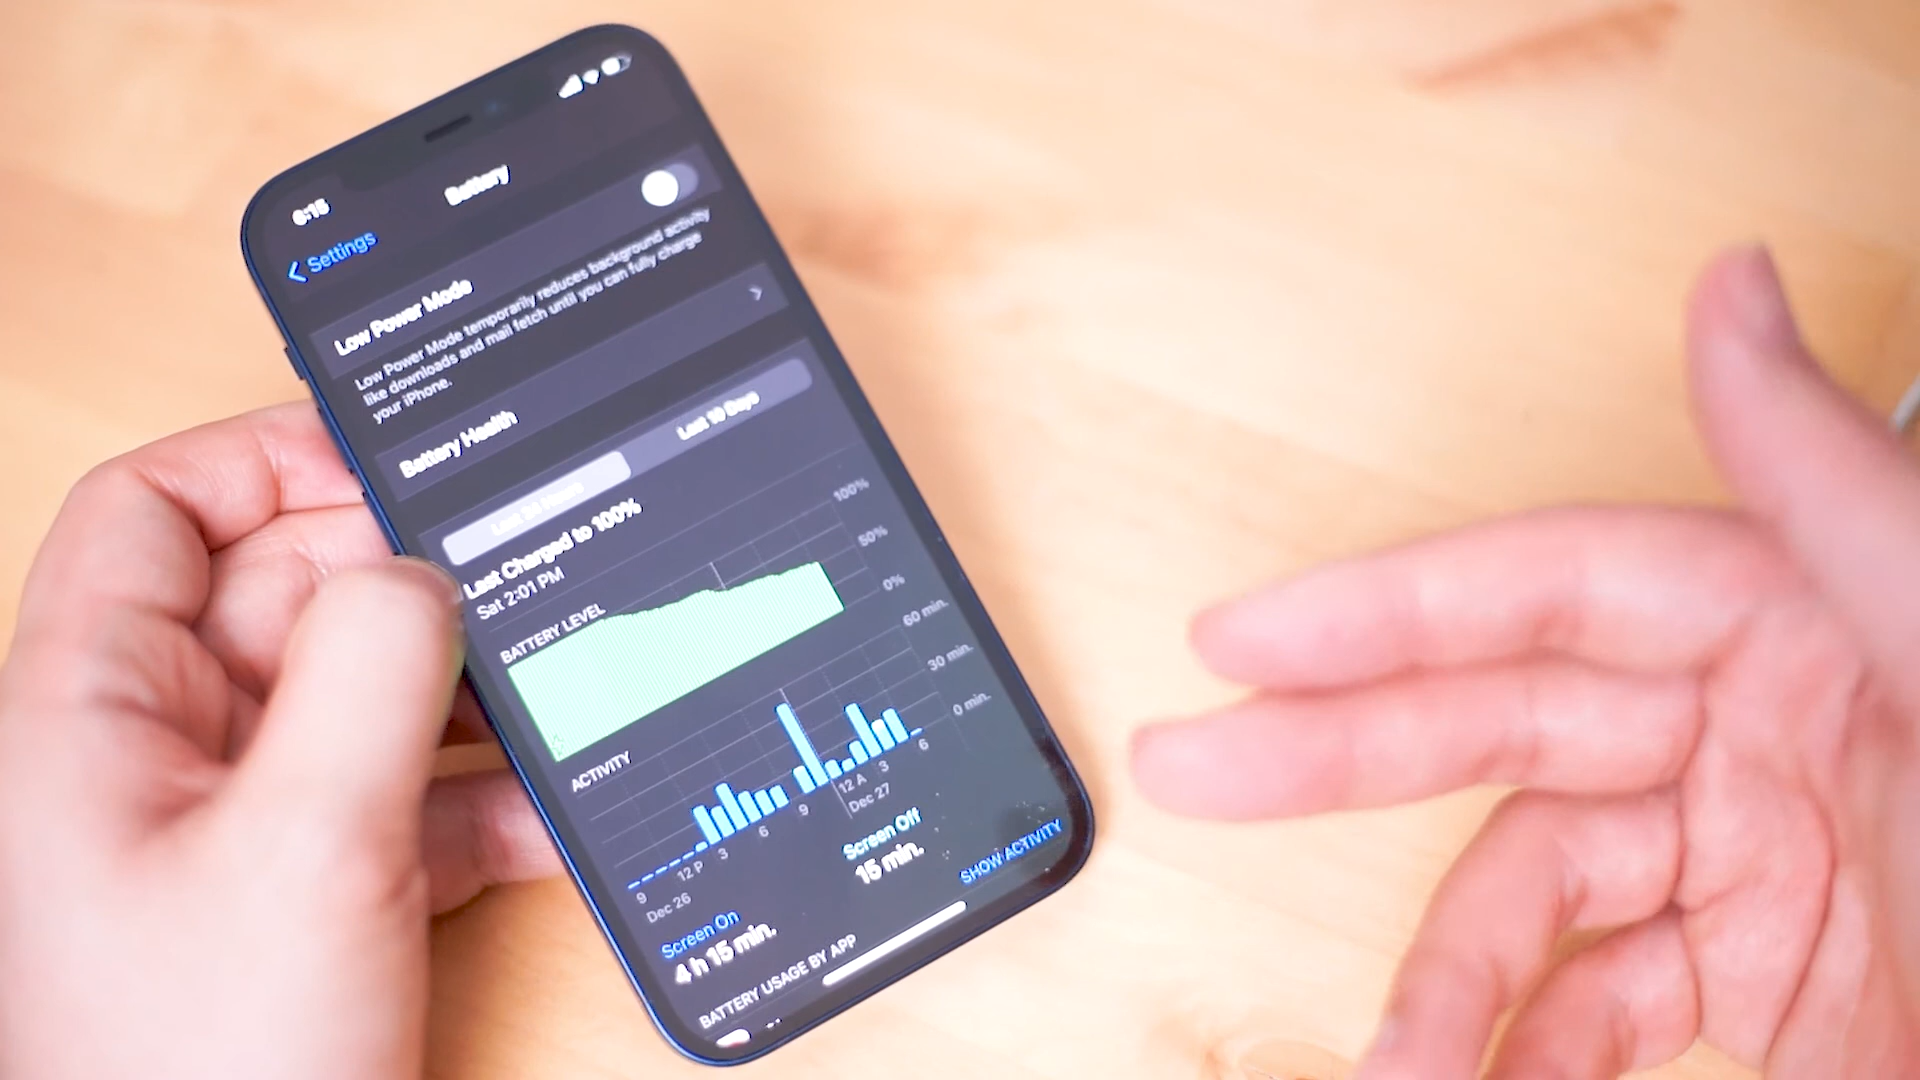 6:15
Battery
Settings
Low Power Mode
Low Power Mode temporarily reduces background activity
like downloads and mail fetch until you can fully charge
your iPhone.
Battery Health
Last 24 Hours
Last 10 Days
Last Charged to 100%
Sat 2:01 PM
BATTERY LEVEL
100%
50%
0%
ACTIVITY
60 min.
30 min.
0 min.
9 12 P 3 6 9 12 A 3 6
Dec 26 Dec 27
Screen On
4 h 15 min.
Screen Off
15 min.
SHOW ACTIVITY
BATTERY USAGE BY APP